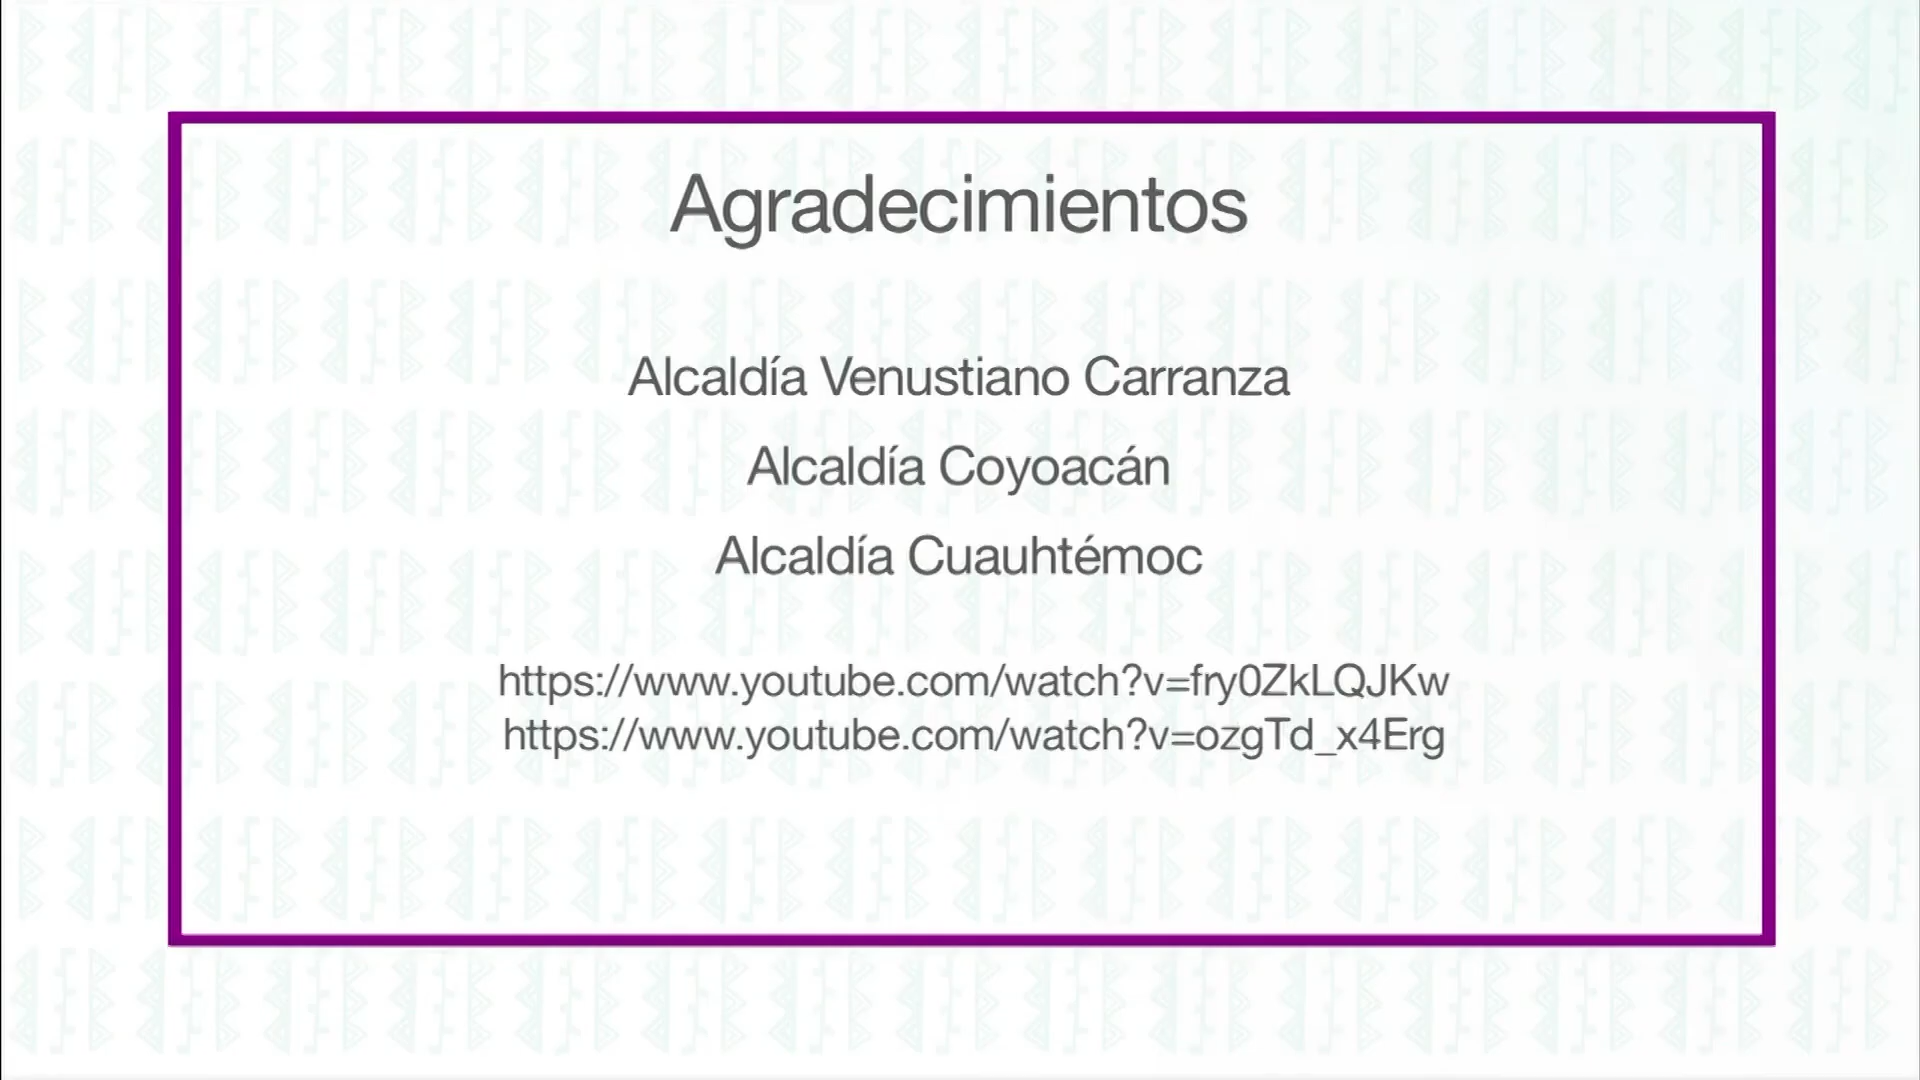 Agradecimientos
Alcaldía Venustiano Carranza
Alcaldía Coyoacán
Alcaldía Cuauhtémoc
https://www.youtube.com/watch?v=fry0ZkLQJKw
https://www.youtube.com/watch?v=ozgTd_x4Erg